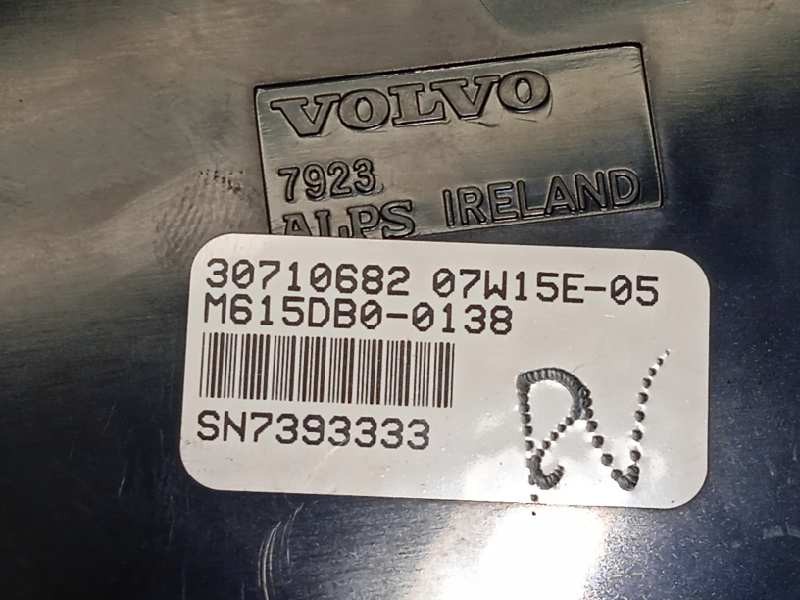 VOLVO
7923
ALPS IRELAND
30710682 07W15E-05
M615DB0-0138
SN7393333